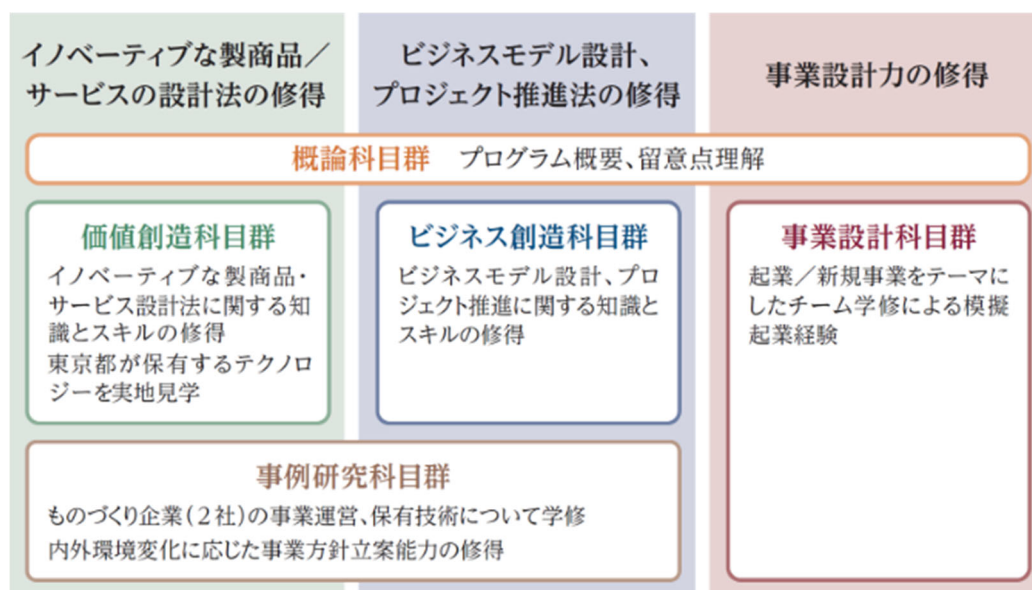 イノベーティブな製商品／
サービスの設計法の修得
ビジネスモデル設計、
プロジェクト推進法の修得
事業設計力の修得
概論科目群 プログラム概要、留意点理解
価値創造科目群
イノベーティブな製商品・
サービス設計法に関する知
識とスキルの修得
東京都が保有するテクノロ
ジーを実地見学
ビジネス創造科目群
ビジネスモデル設計、プロ
ジェクト推進に関する知識と
スキルの修得
事業設計科目群
起業／新規事業をテーマに
したチーム学修による模擬
起業経験
事例研究科目群
ものづくり企業（２社）の事業運営、保有技術について学修
内外環境変化に応じた事業方針立案能力の修得